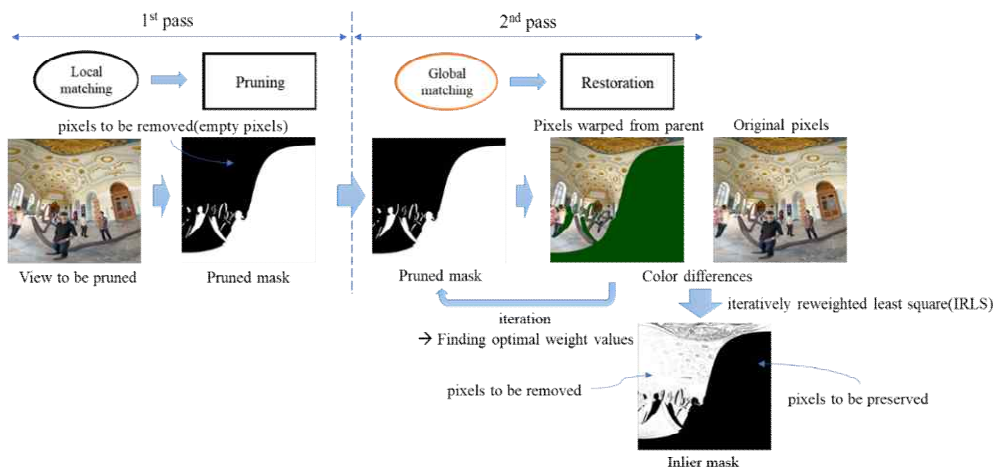 1st pass
2nd pass
Local
matching
Pruning
Global
matching
Restoration
pixels to be removed(empty pixels)
Pixels warped from parent
Original pixels
View to be pruned
Pruned mask
Pruned mask
Color differences
iteration
iteratively reweighted least square(IRLS)
→ Finding optimal weight values
pixels to be removed
pixels to be preserved
Inlier mask